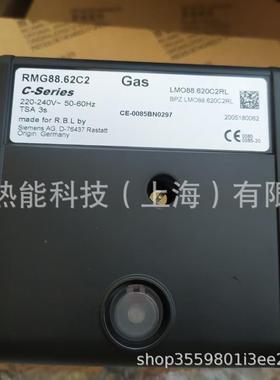 RMG88.62C2
Gas
C-Series
LMO88.620C2RL
220-240V~ 50-60Hz
BPZ LMO88.620C2RL
TSA 3s
CE-0085BN0297
made for R.B.L by
2005180062
Siemens AG, D-76437 Rastatt
Origin: Germany
热能科技（上海）有限
shop3559801i3ee2